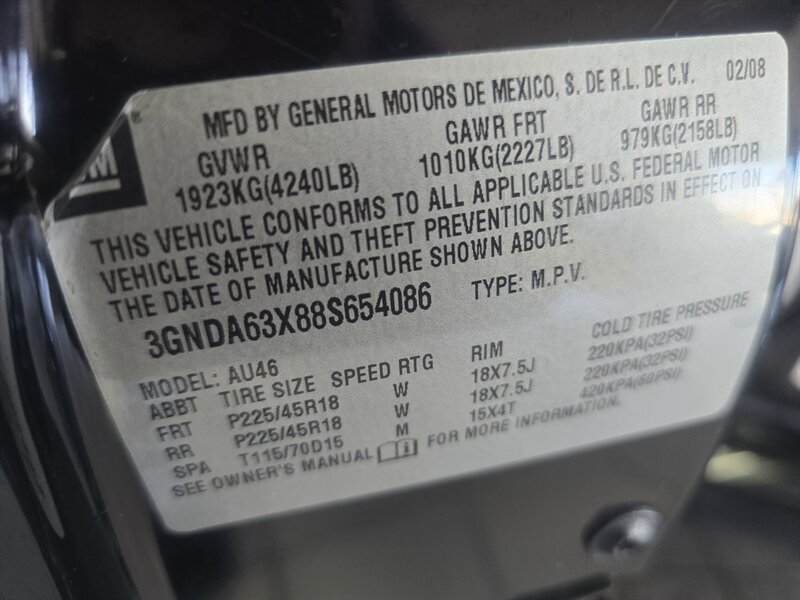 GM
MFD BY GENERAL MOTORS DE MEXICO, S. DE R.L. DE C.V. 02/08
GVWR GAWR FRT GAWR RR
1923KG(4240LB) 1010KG(2227LB) 979KG(2158LB)
THIS VEHICLE CONFORMS TO ALL APPLICABLE U.S. FEDERAL MOTOR
VEHICLE SAFETY AND THEFT PREVENTION STANDARDS IN EFFECT ON
THE DATE OF MANUFACTURE SHOWN ABOVE.
3GNDA63X88S654086 TYPE: M.P.V.
MODEL: AU46
ABBT TIRE SIZE SPEED RTG RIM COLD TIRE PRESSURE
FRT P225/45R18 W 18X7.5J 220KPA(32PSI)
RR P225/45R18 W 18X7.5J 220KPA(32PSI)
SPA T115/70D15 M 15X4T 420KPA(60PSI)
SEE OWNER'S MANUAL FOR MORE INFORMATION.